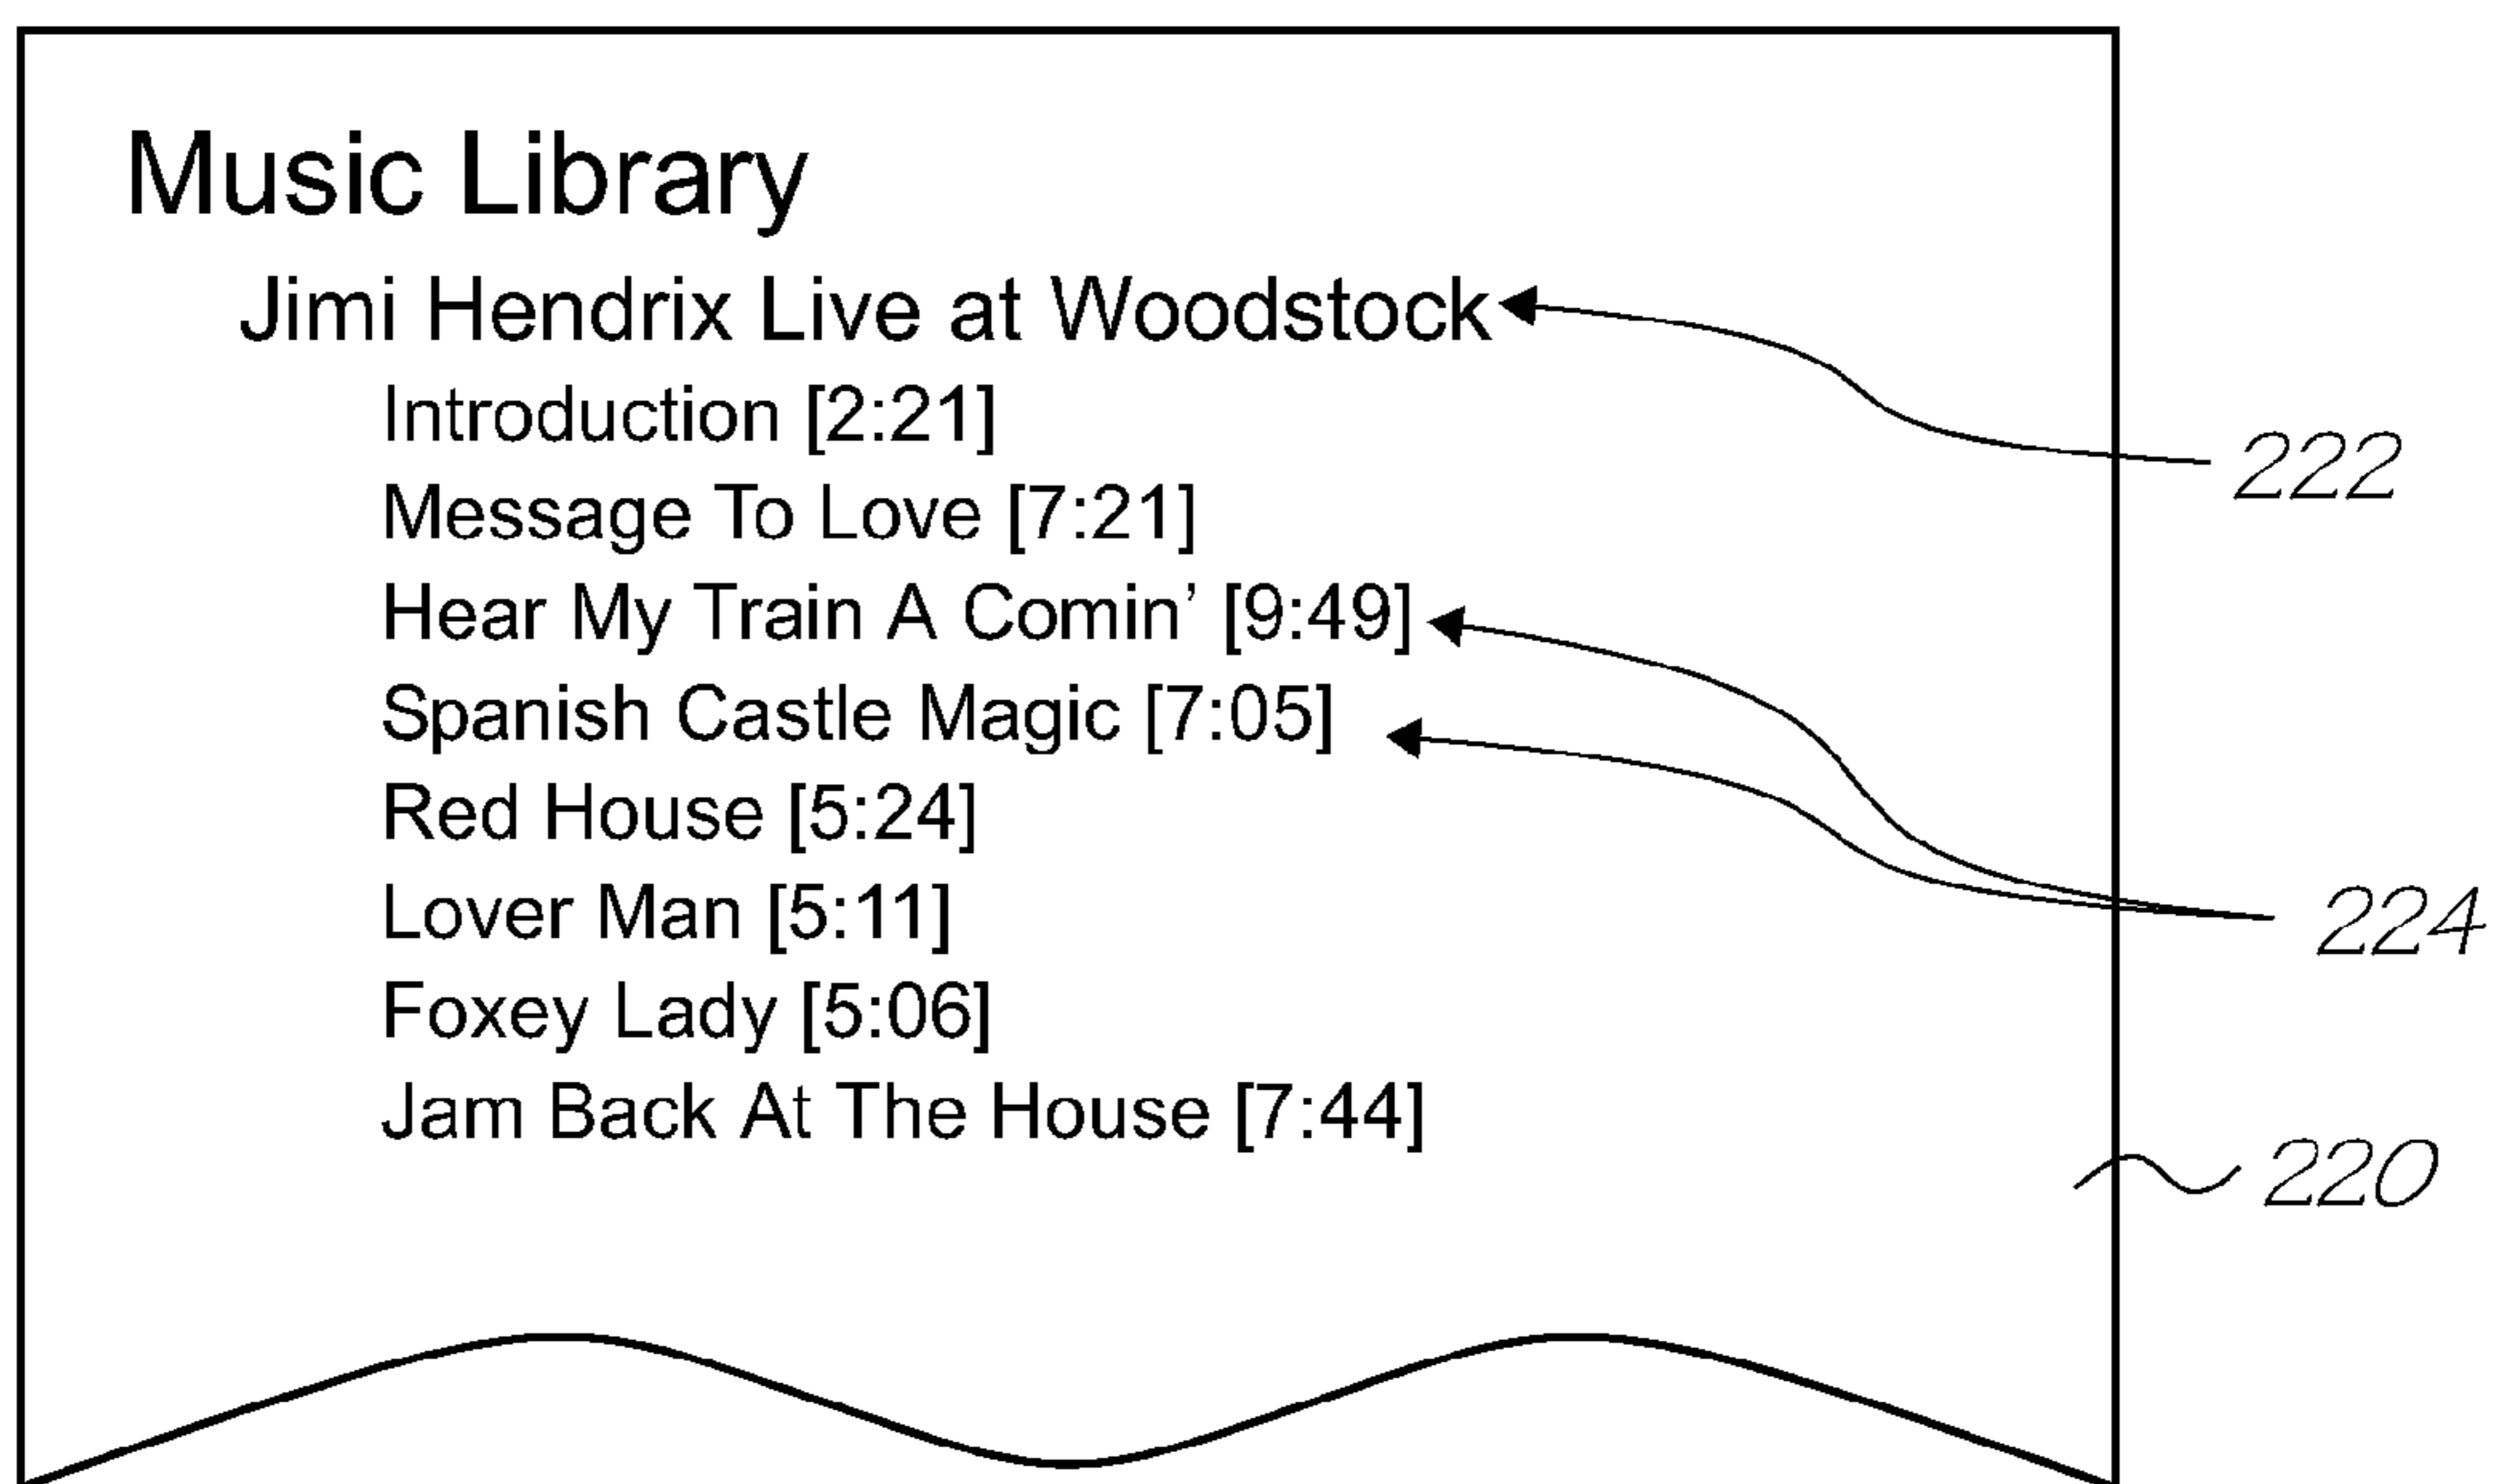 Music Library
Jimi Hendrix Live at Woodstock
Introduction [2:21]
222
Message To Love [7:21]
Hear My Train A Comin’ [9:49]
Spanish Castle Magic [7:05]
Red House [5:24]
Lover Man [5:11]
224
Foxey Lady [5:06]
Jam Back At The House [7:44]
220